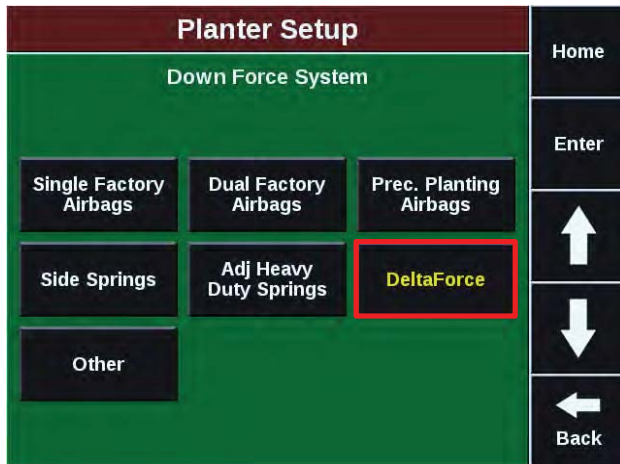 Planter Setup
Down Force System
Single Factory
Airbags
Dual Factory
Airbags
Prec. Planting
Airbags
Side Springs
Adj Heavy
Duty Springs
DeltaForce
Other
Home
Enter
Back